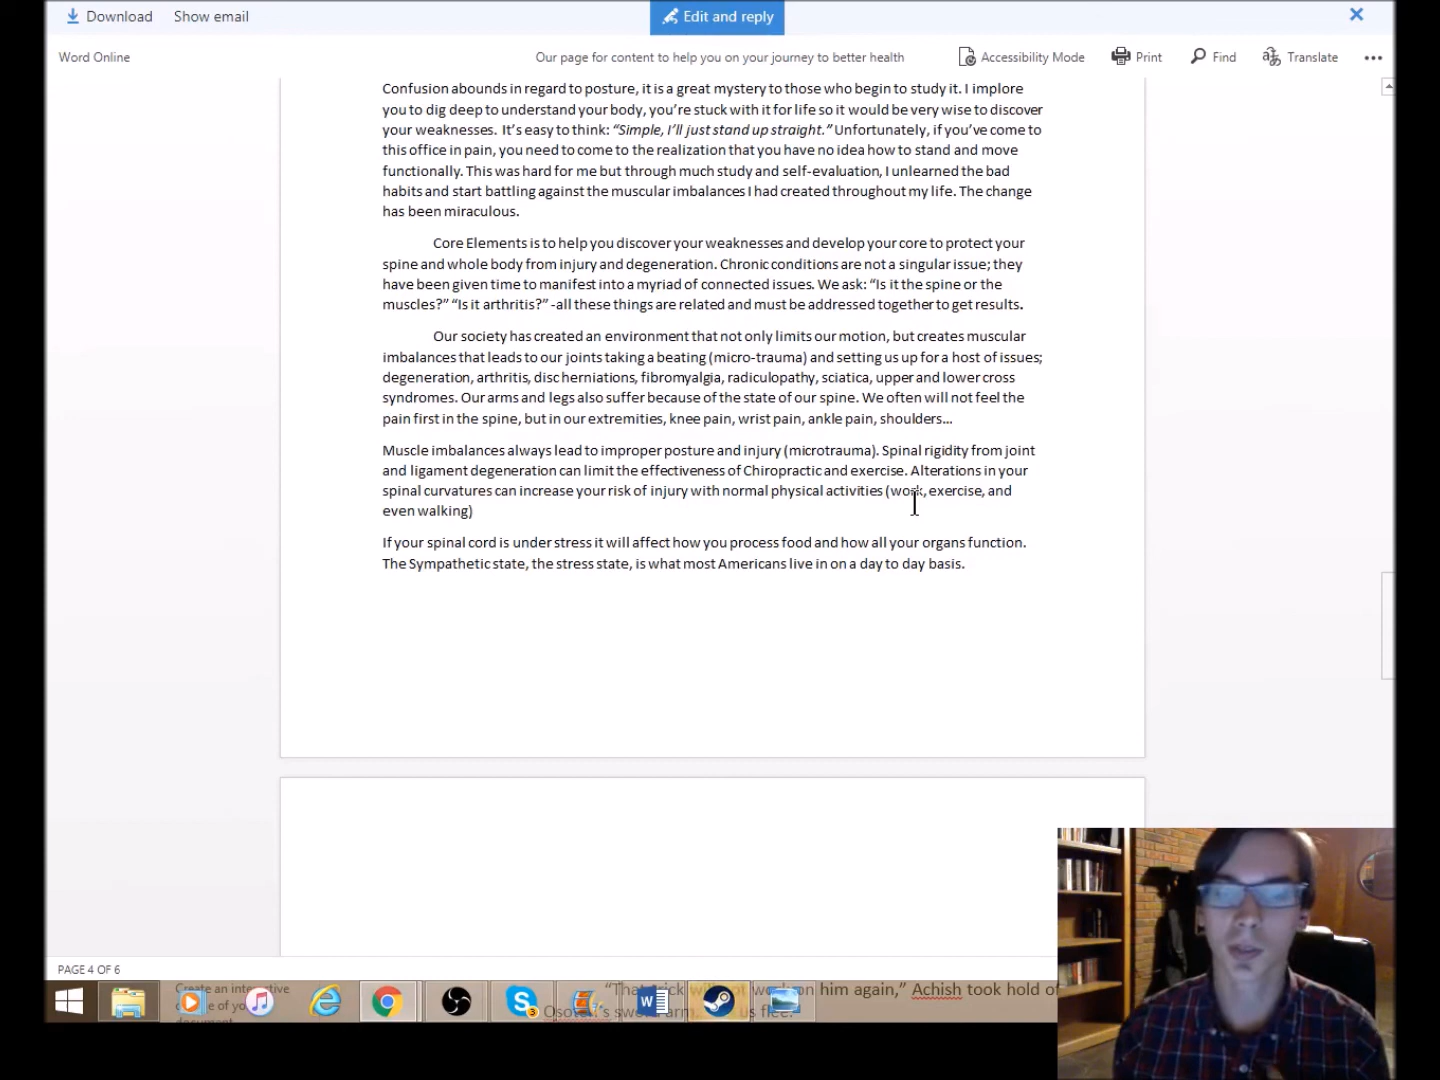 Download Show email Edit and reply
Word Online Our page for content to help you on your journey to better health Accessibility Mode Print Find Translate
Confusion abounds in regard to posture, it is a great mystery to those who begin to study it. I implore
you to dig deep to understand your body, you're stuck with it for life so it would be very wise to discover
your weaknesses. It's easy to think: “Simple, I'll just stand up straight.” Unfortunately, if you've come to
this office in pain, you need to come to the realization that you have no idea how to stand and move
functionally. This was hard for me but through much study and self-evaluation, I unlearned the bad
habits and start battling against the muscular imbalances I had created throughout my life. The change
has been miraculous.
Core Elements is to help you discover your weaknesses and develop your core to protect your
spine and whole body from injury and degeneration. Chronic conditions are not a singular issue; they
have been given time to manifest into a myriad of connected issues. We ask: “Is it the spine or the
muscles?” “Is it arthritis?” -all these things are related and must be addressed together to get results.
Our society has created an environment that not only limits our motion, but creates muscular
imbalances that leads to our joints taking a beating (micro-trauma) and setting us up for a host of issues;
degeneration, arthritis, disc herniations, fibromyalgia, radiculopathy, sciatica, upper and lower cross
syndromes. Our arms and legs also suffer because of the state of our spine. We often will not feel the
pain first in the spine, but in our extremities, knee pain, wrist pain, ankle pain, shoulders...
Muscle imbalances always lead to improper posture and injury (microtrauma). Spinal rigidity from joint
and ligament degeneration can limit the effectiveness of Chiropractic and exercise. Alterations in your
spinal curvatures can increase your risk of injury with normal physical activities (work, exercise, and
even walking)
If your spinal cord is under stress it will affect how you process food and how all your organs function.
The Sympathetic state, the stress state, is what most Americans live in on a day to day basis.
PAGE 4 OF 6
Create an interactive
of
him again,” Achish took hold of